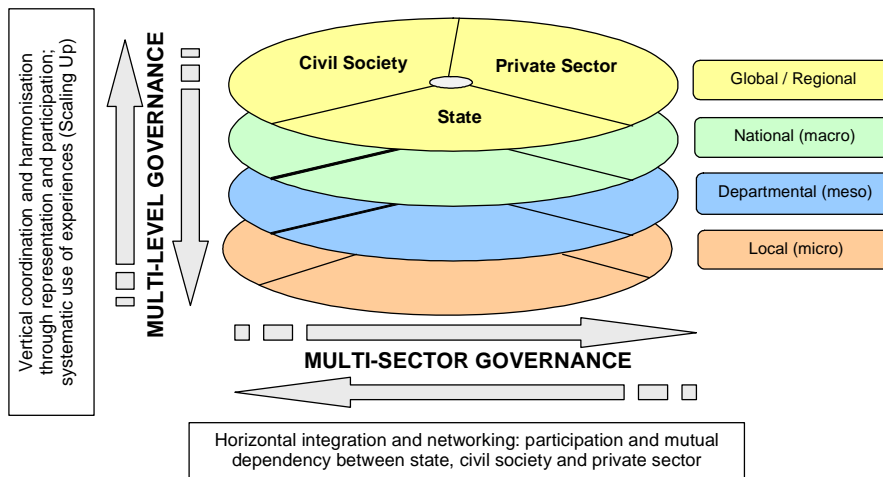 Vertical coordination and harmonisation
through representation and participation;
systematic use of experiences (Scaling Up)
MULTI-LEVEL GOVERNANCE
Civil Society
Private Sector
State
Global / Regional
National (macro)
Departmental (meso)
Local (micro)
MULTI-SECTOR GOVERNANCE
Horizontal integration and networking: participation and mutual
dependency between state, civil society and private sector